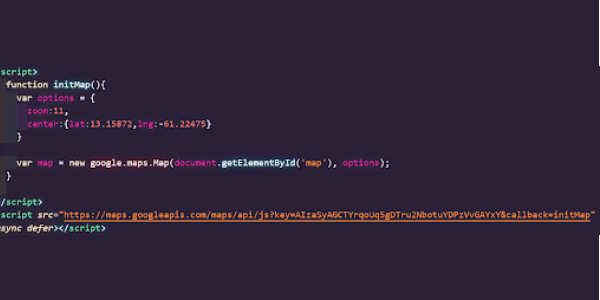 script>
function initMap(){
var options = {
zoom:11,
center:{lat:13.15872,lng:-61.22475}
}
var map = new google.maps.Map(document.getElementById('map'), options);
}
/script>
script src="https://maps.googleapis.com/maps/api/js?key=AIzaSyAGCTYrqoUq5gDTru2NbotuYDPzVvGAYxY&callback=initMap"
async defer></script>